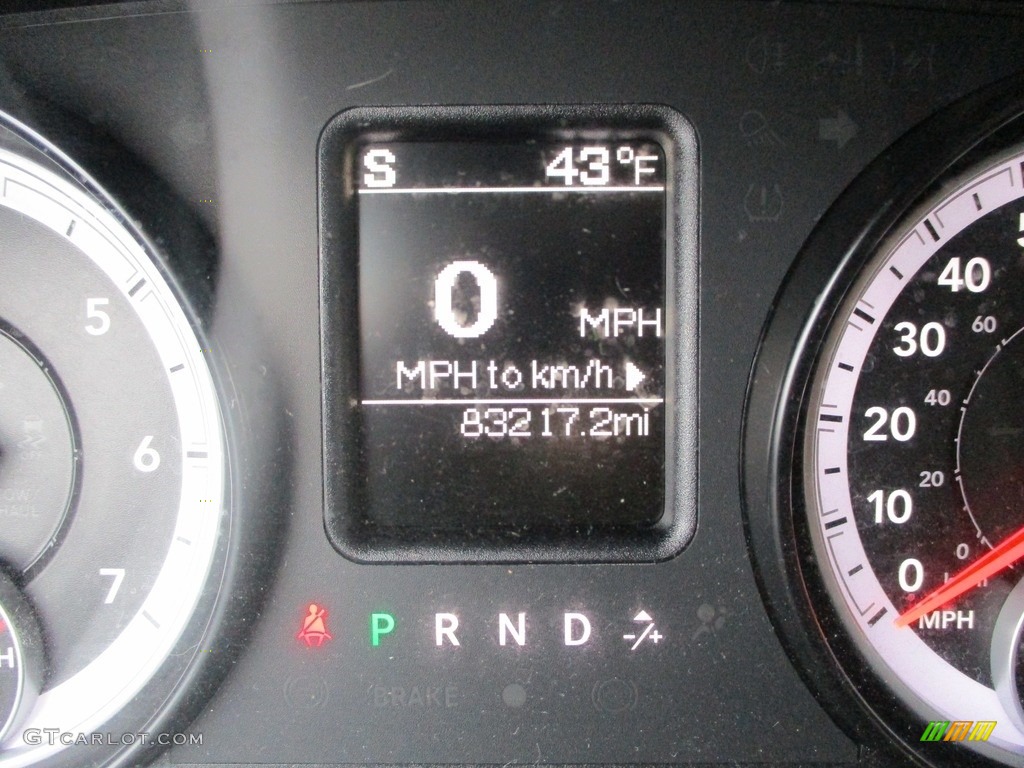 S 43°F
0 MPH
MPH to km/h
83217.2mi
P R N D -/+
BRAKE
5
6
7
H
40
30
20
10
0
MPH
60
40
20
0
GTCARLOT.COM